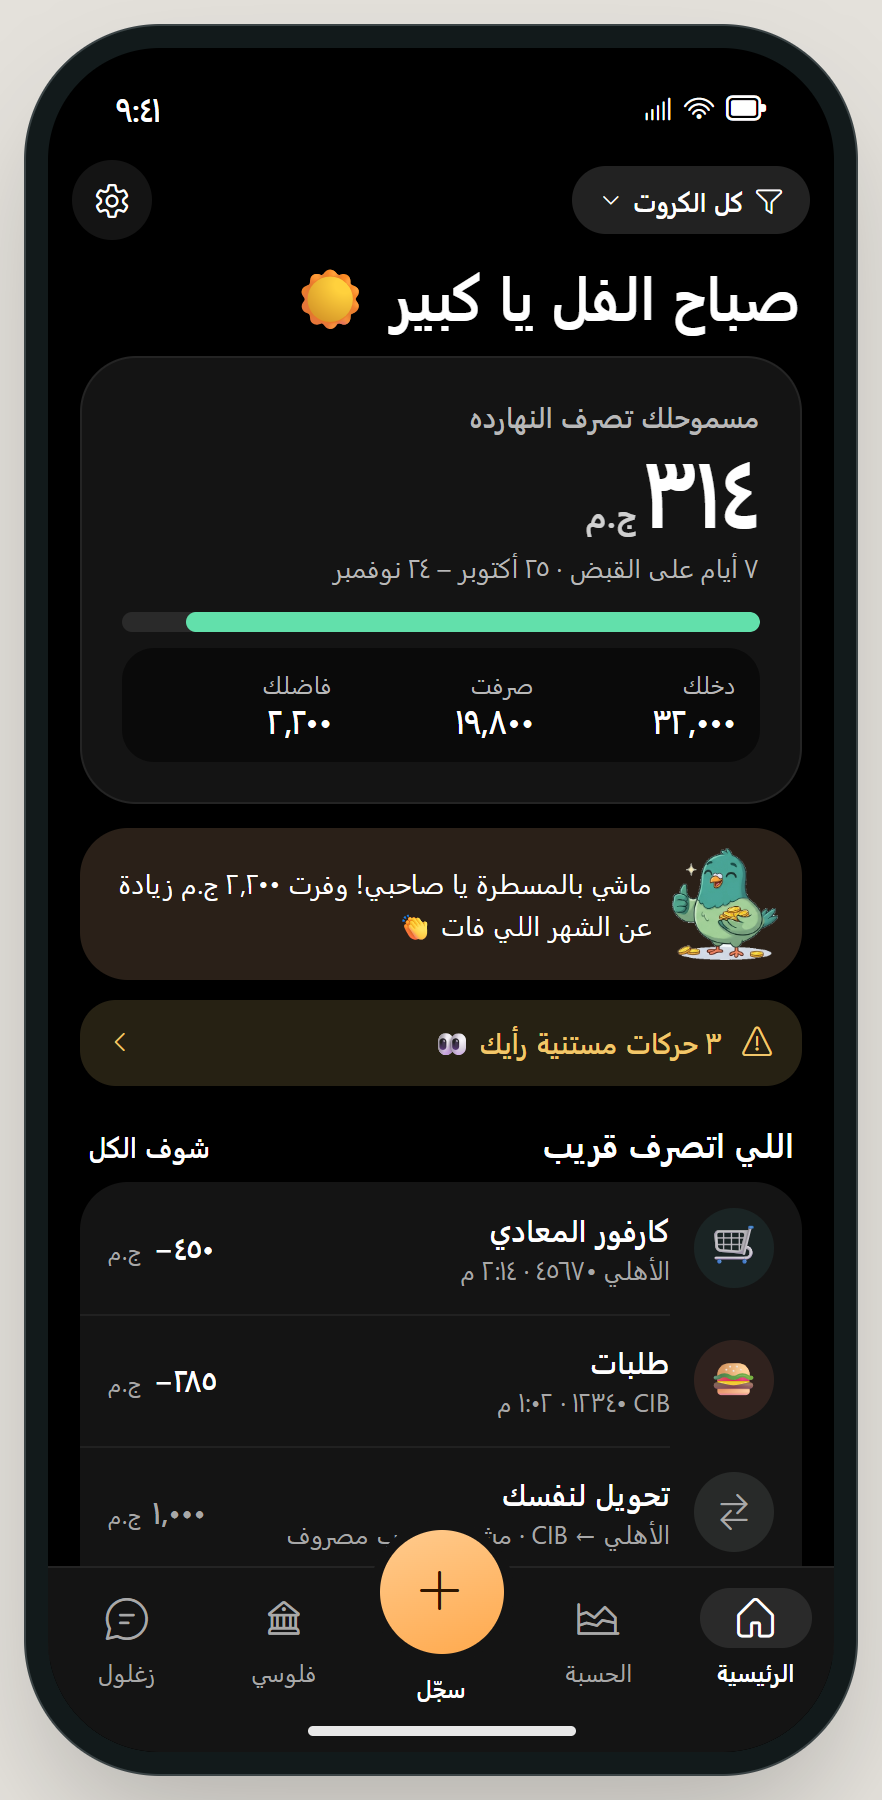 ٩:٤١
كل الكروت
صباح الفل يا كبير ☀️
مسموحلك تصرف النهارده
٣١٤ ج.م
٧ أيام على القبض · ٢٥ أكتوبر – ٢٤ نوفمبر
دخلك صرفت فاضلك
٣٢,٠٠٠ ١٩,٨٠٠ ٢,٢٠٠
ماشي بالمسطرة يا صاحبي! وفرت ٢,٢٠٠ ج.م زيادة
عن الشهر اللي فات 👏
٣ حركات مستنية رأيك 👀
اللي اتصرف قريب شوف الكل
كارفور المعادي
−٤٥٠ ج.م
الأهلي •٤٥٦٧ · ٢:١٤ م
طلبات
−٢٨٥ ج.م
CIB •١٢٣٤ · ١:٠٢ م
تحويل لنفسك
١,٠٠٠ ج.م
الأهلي ← CIB · مصروف
الرئيسية الحسبة سجّل فلوسي زغلول